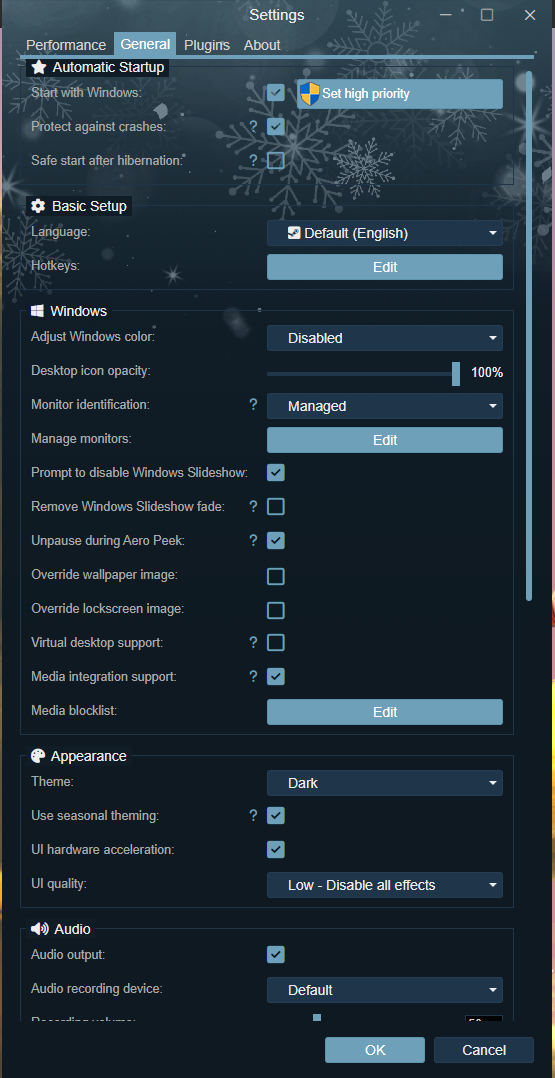 Settings
Performance General Plugins About
Automatic Startup
Start with Windows: Set high priority
Protect against crashes: ?
Safe start after hibernation: ?
Basic Setup
Language: Default (English)
Hotkeys: Edit
Windows
Adjust Windows color: Disabled
Desktop icon opacity: 100%
Monitor identification: ? Managed
Manage monitors: Edit
Prompt to disable Windows Slideshow:
Remove Windows Slideshow fade: ?
Unpause during Aero Peek: ?
Override wallpaper image:
Override lockscreen image:
Virtual desktop support: ?
Media integration support: ?
Media blocklist: Edit
Appearance
Theme: Dark
Use seasonal theming: ?
UI hardware acceleration:
UI quality: Low - Disable all effects
Audio
Audio output:
Audio recording device: Default
Recording volume:
OK Cancel